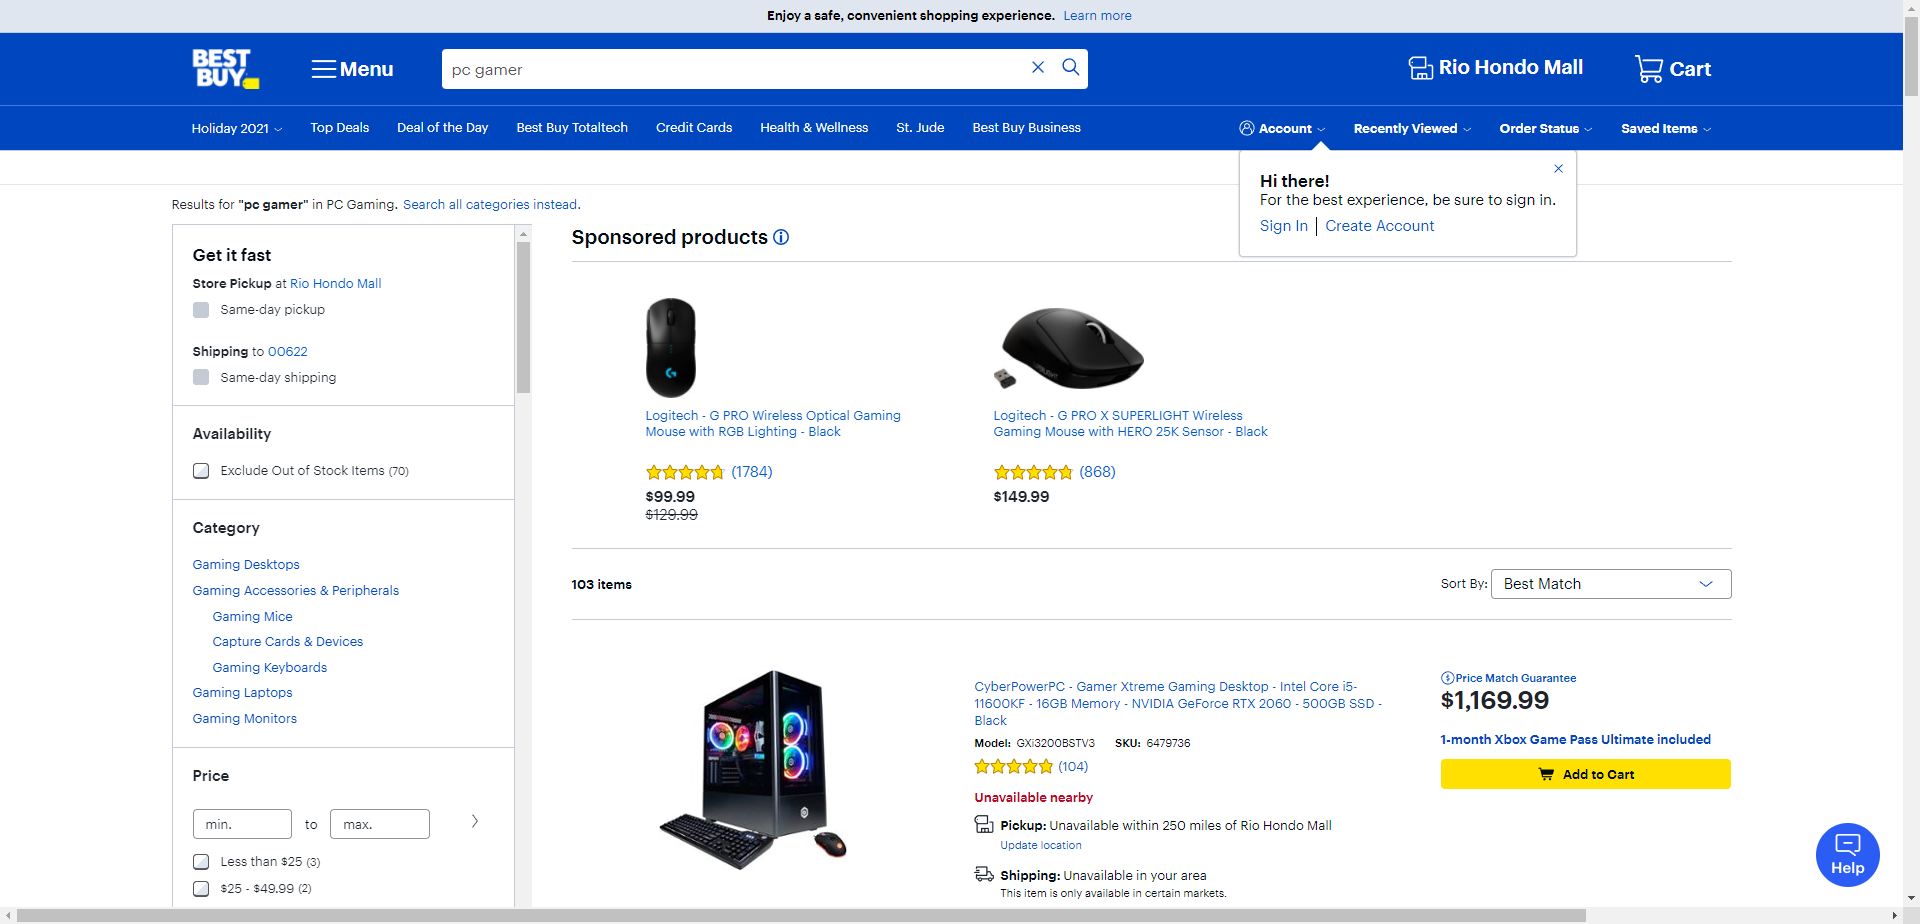 Enjoy a safe, convenient shopping experience. Learn more
BEST BUY
Menu
pc gamer
Rio Hondo Mall
Cart
Holiday 2021
Top Deals
Deal of the Day
Best Buy Totaltech
Credit Cards
Health & Wellness
St. Jude
Best Buy Business
Account
Recently Viewed
Order Status
Saved Items
Hi there!
For the best experience, be sure to sign in.
Sign In | Create Account
Results for "pc gamer" in PC Gaming. Search all categories instead.
Get it fast
Store Pickup at Rio Hondo Mall
Same-day pickup
Shipping to 00622
Same-day shipping
Availability
Exclude Out of Stock Items (70)
Category
Gaming Desktops
Gaming Accessories & Peripherals
Gaming Mice
Capture Cards & Devices
Gaming Keyboards
Gaming Laptops
Gaming Monitors
Price
min. to max.
Less than $25 (3)
$25 - $49.99 (2)
Sponsored products
Logitech - G PRO Wireless Optical Gaming
Mouse with RGB Lighting - Black
(1784)
$99.99
$129.99
Logitech - G PRO X SUPERLIGHT Wireless
Gaming Mouse with HERO 25K Sensor - Black
(868)
$149.99
103 items
Sort By: Best Match
CyberPowerPC - Gamer Xtreme Gaming Desktop - Intel Core i5-
11600KF - 16GB Memory - NVIDIA GeForce RTX 2060 - 500GB SSD -
Black
Model: GXi3200BSTV3 SKU: 6479736
(104)
Unavailable nearby
Pickup: Unavailable within 250 miles of Rio Hondo Mall
Update location
Shipping: Unavailable in your area
This item is only available in certain markets.
Price Match Guarantee
$1,169.99
1-month Xbox Game Pass Ultimate included
Add to Cart
Help